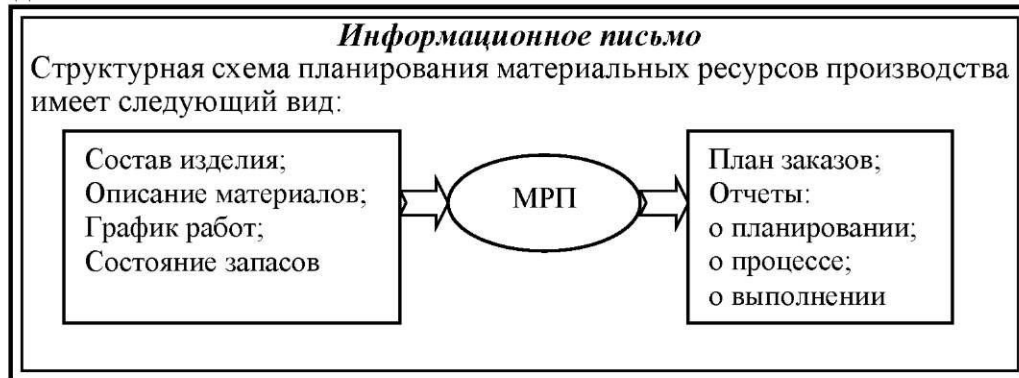 Информационное письмо
Структурная схема планирования материальных ресурсов производства
имеет следующий вид:
Состав изделия;
Описание материалов;
График работ;
Состояние запасов
МРП
План заказов;
Отчеты:
о планировании;
о процессе;
о выполнении